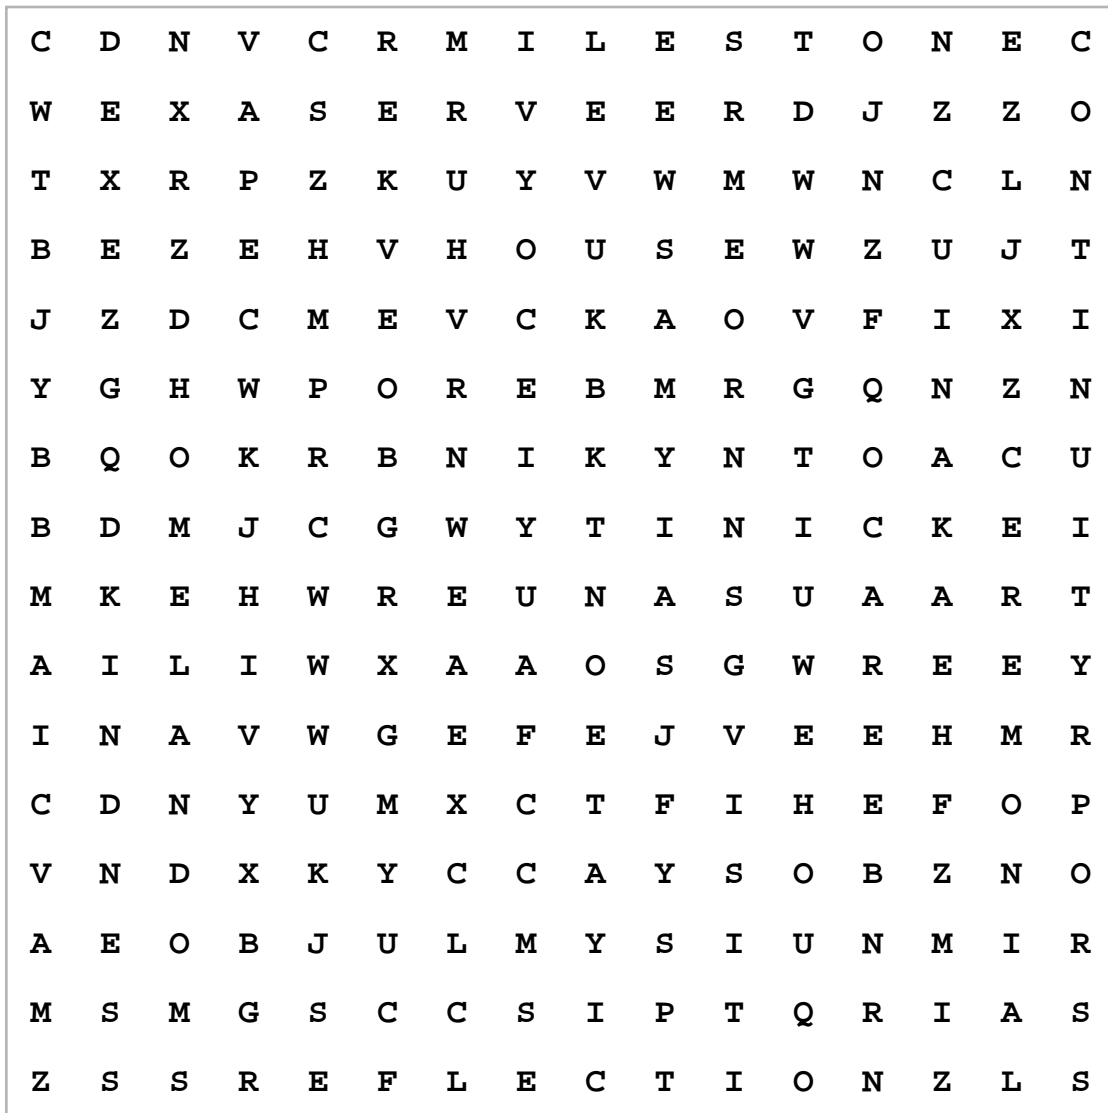 C D N V C R M I L E S T O N E C
W E X A S E R V E E R D J Z Z O
T X R P Z K U Y V W M W N C L N
B E Z E H V H O U S E W Z U J T
J Z D C M E V C K A O V F I X I
Y G H W P O R E B M R G Q N Z N
B Q O K R B N I K Y N T O A C U
B D M J C G W Y T I N I C K E I
M K E H W R E U N A S U A A R T
A I L I W X A A O S G W R E E Y
I N A V W G E F E J V E E H M R
C D N Y U M X C T F I H E F O P
V N D X K Y C C A Y S O B Z N O
A E O B J U L M Y S I U N M I R
M S M G S C C S I P T Q R I A S
Z S S R E F L E C T I O N Z L S